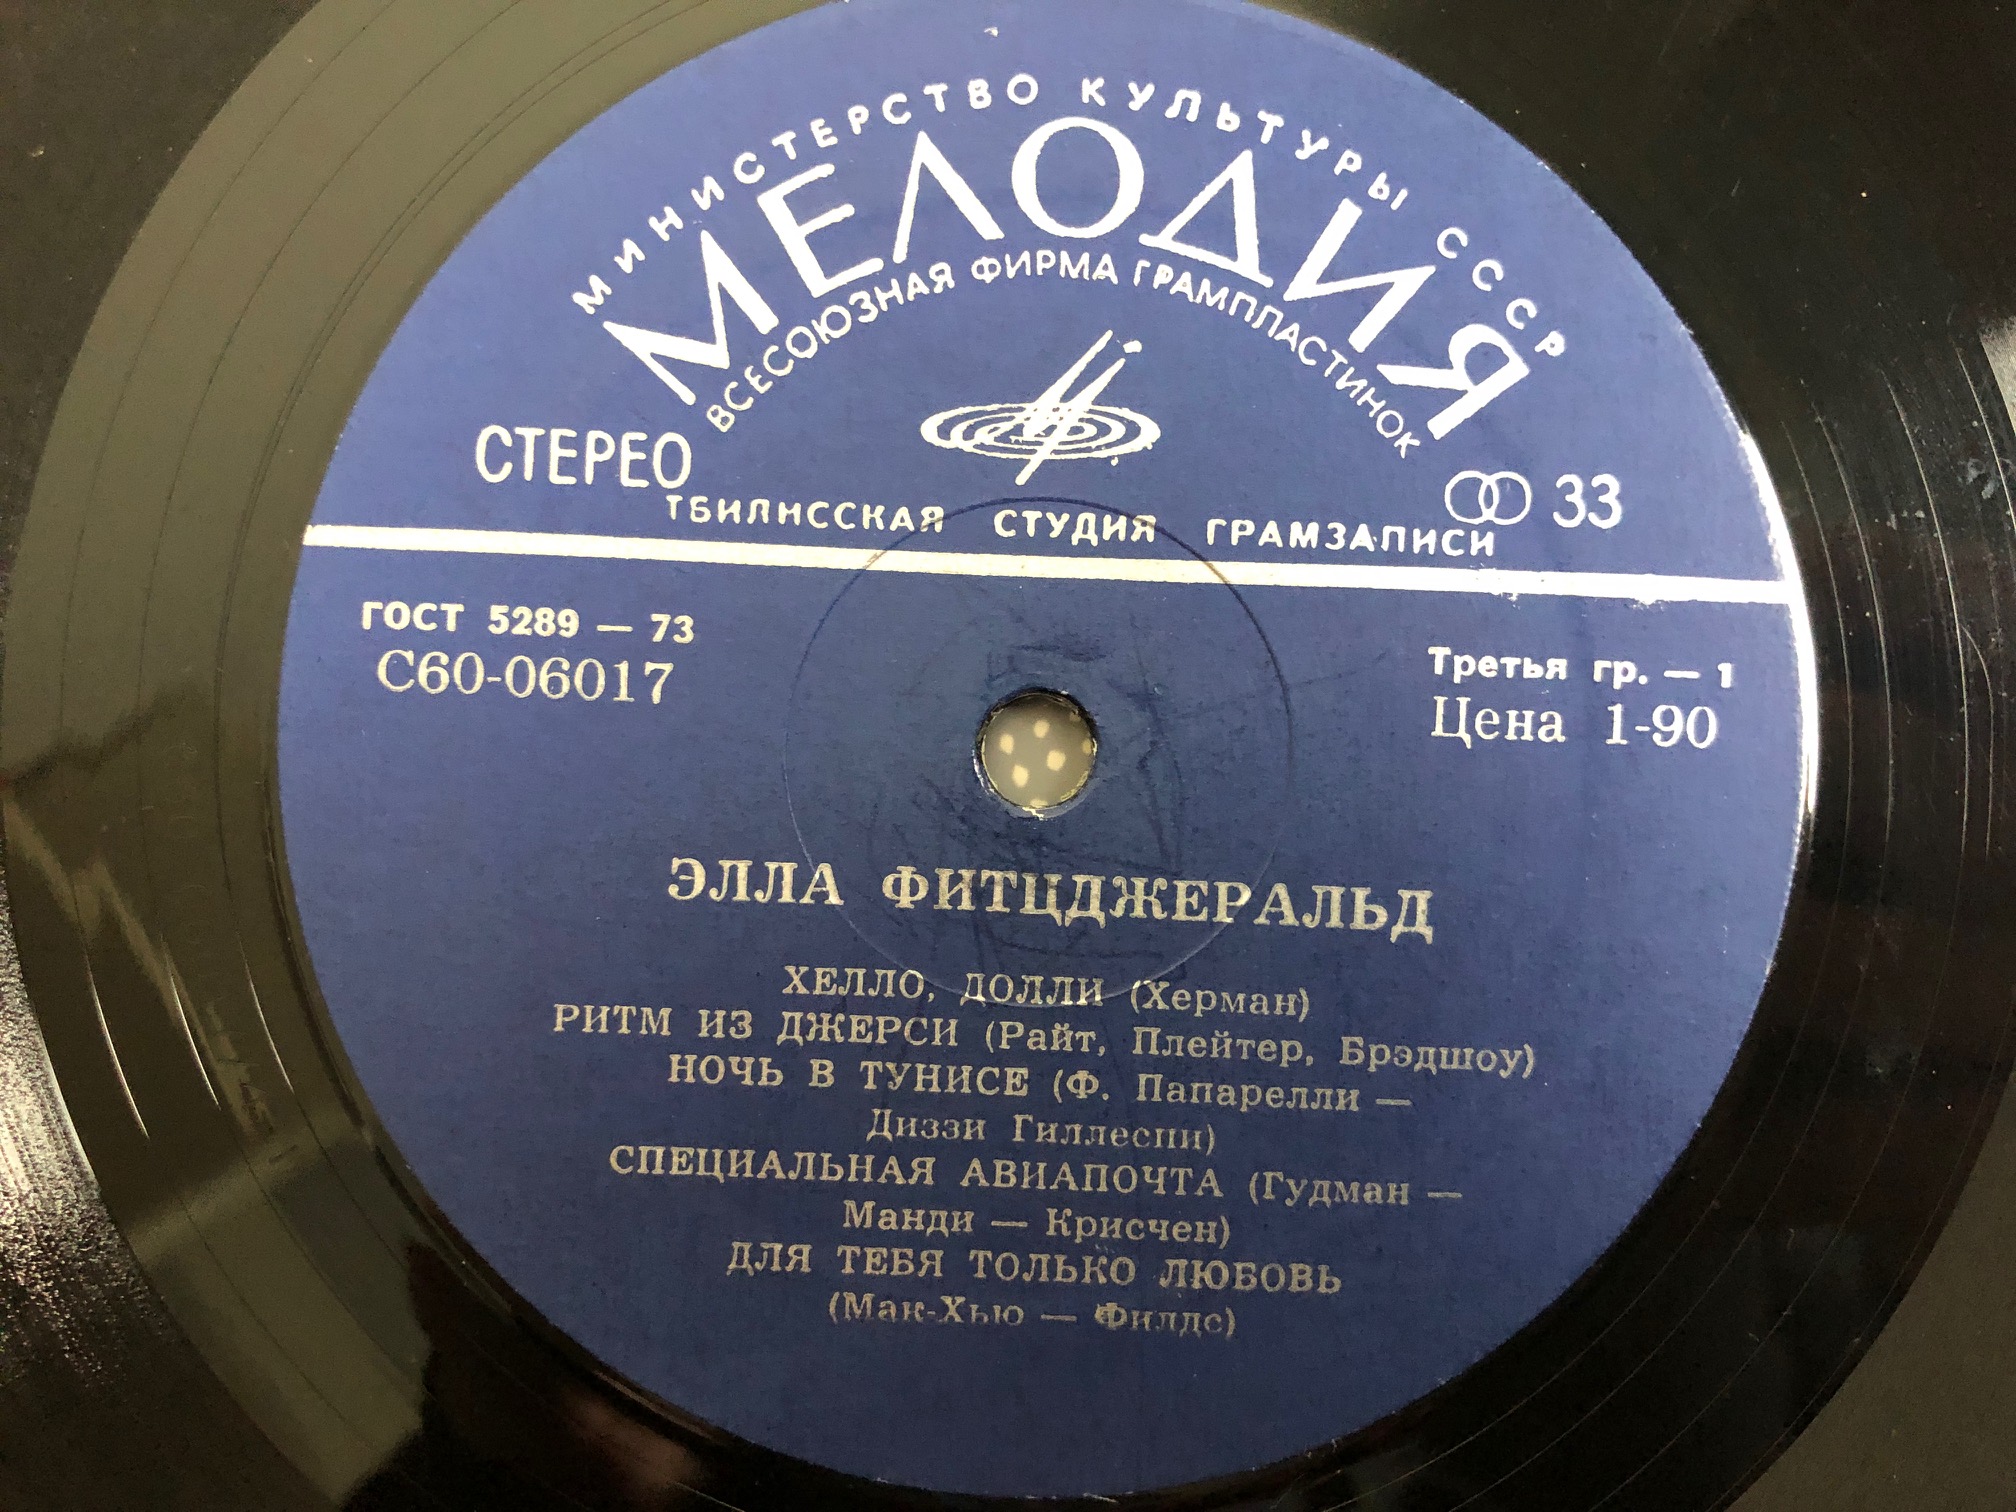 МИНИСТЕРСТВО КУЛЬТУРЫ СССР
МЕЛОДИЯ
ВСЕСОЮЗНАЯ ФИРМА ГРАМПЛАСТИНОК
СТЕРЕО
33
ТБИЛИССКАЯ СТУДИЯ ГРАМЗАПИСИ
ГОСТ 5289 — 73
С60-06017
Третья гр. — 1
Цена 1-90
ЭЛЛА ФИТЦДЖЕРАЛЬД
ХЕЛЛО, ДОЛЛИ (Херман)
РИТМ ИЗ ДЖЕРСИ (Райт, Плейтер, Брэдшоу)
НОЧЬ В ТУНИСЕ (Ф. Папарелли —
Диззи Гиллеспи)
СПЕЦИАЛЬНАЯ АВИАПОЧТА (Гудман —
Манди — Крисчен)
ДЛЯ ТЕБЯ ТОЛЬКО ЛЮБОВЬ
(Мак-Хью — Филдс)